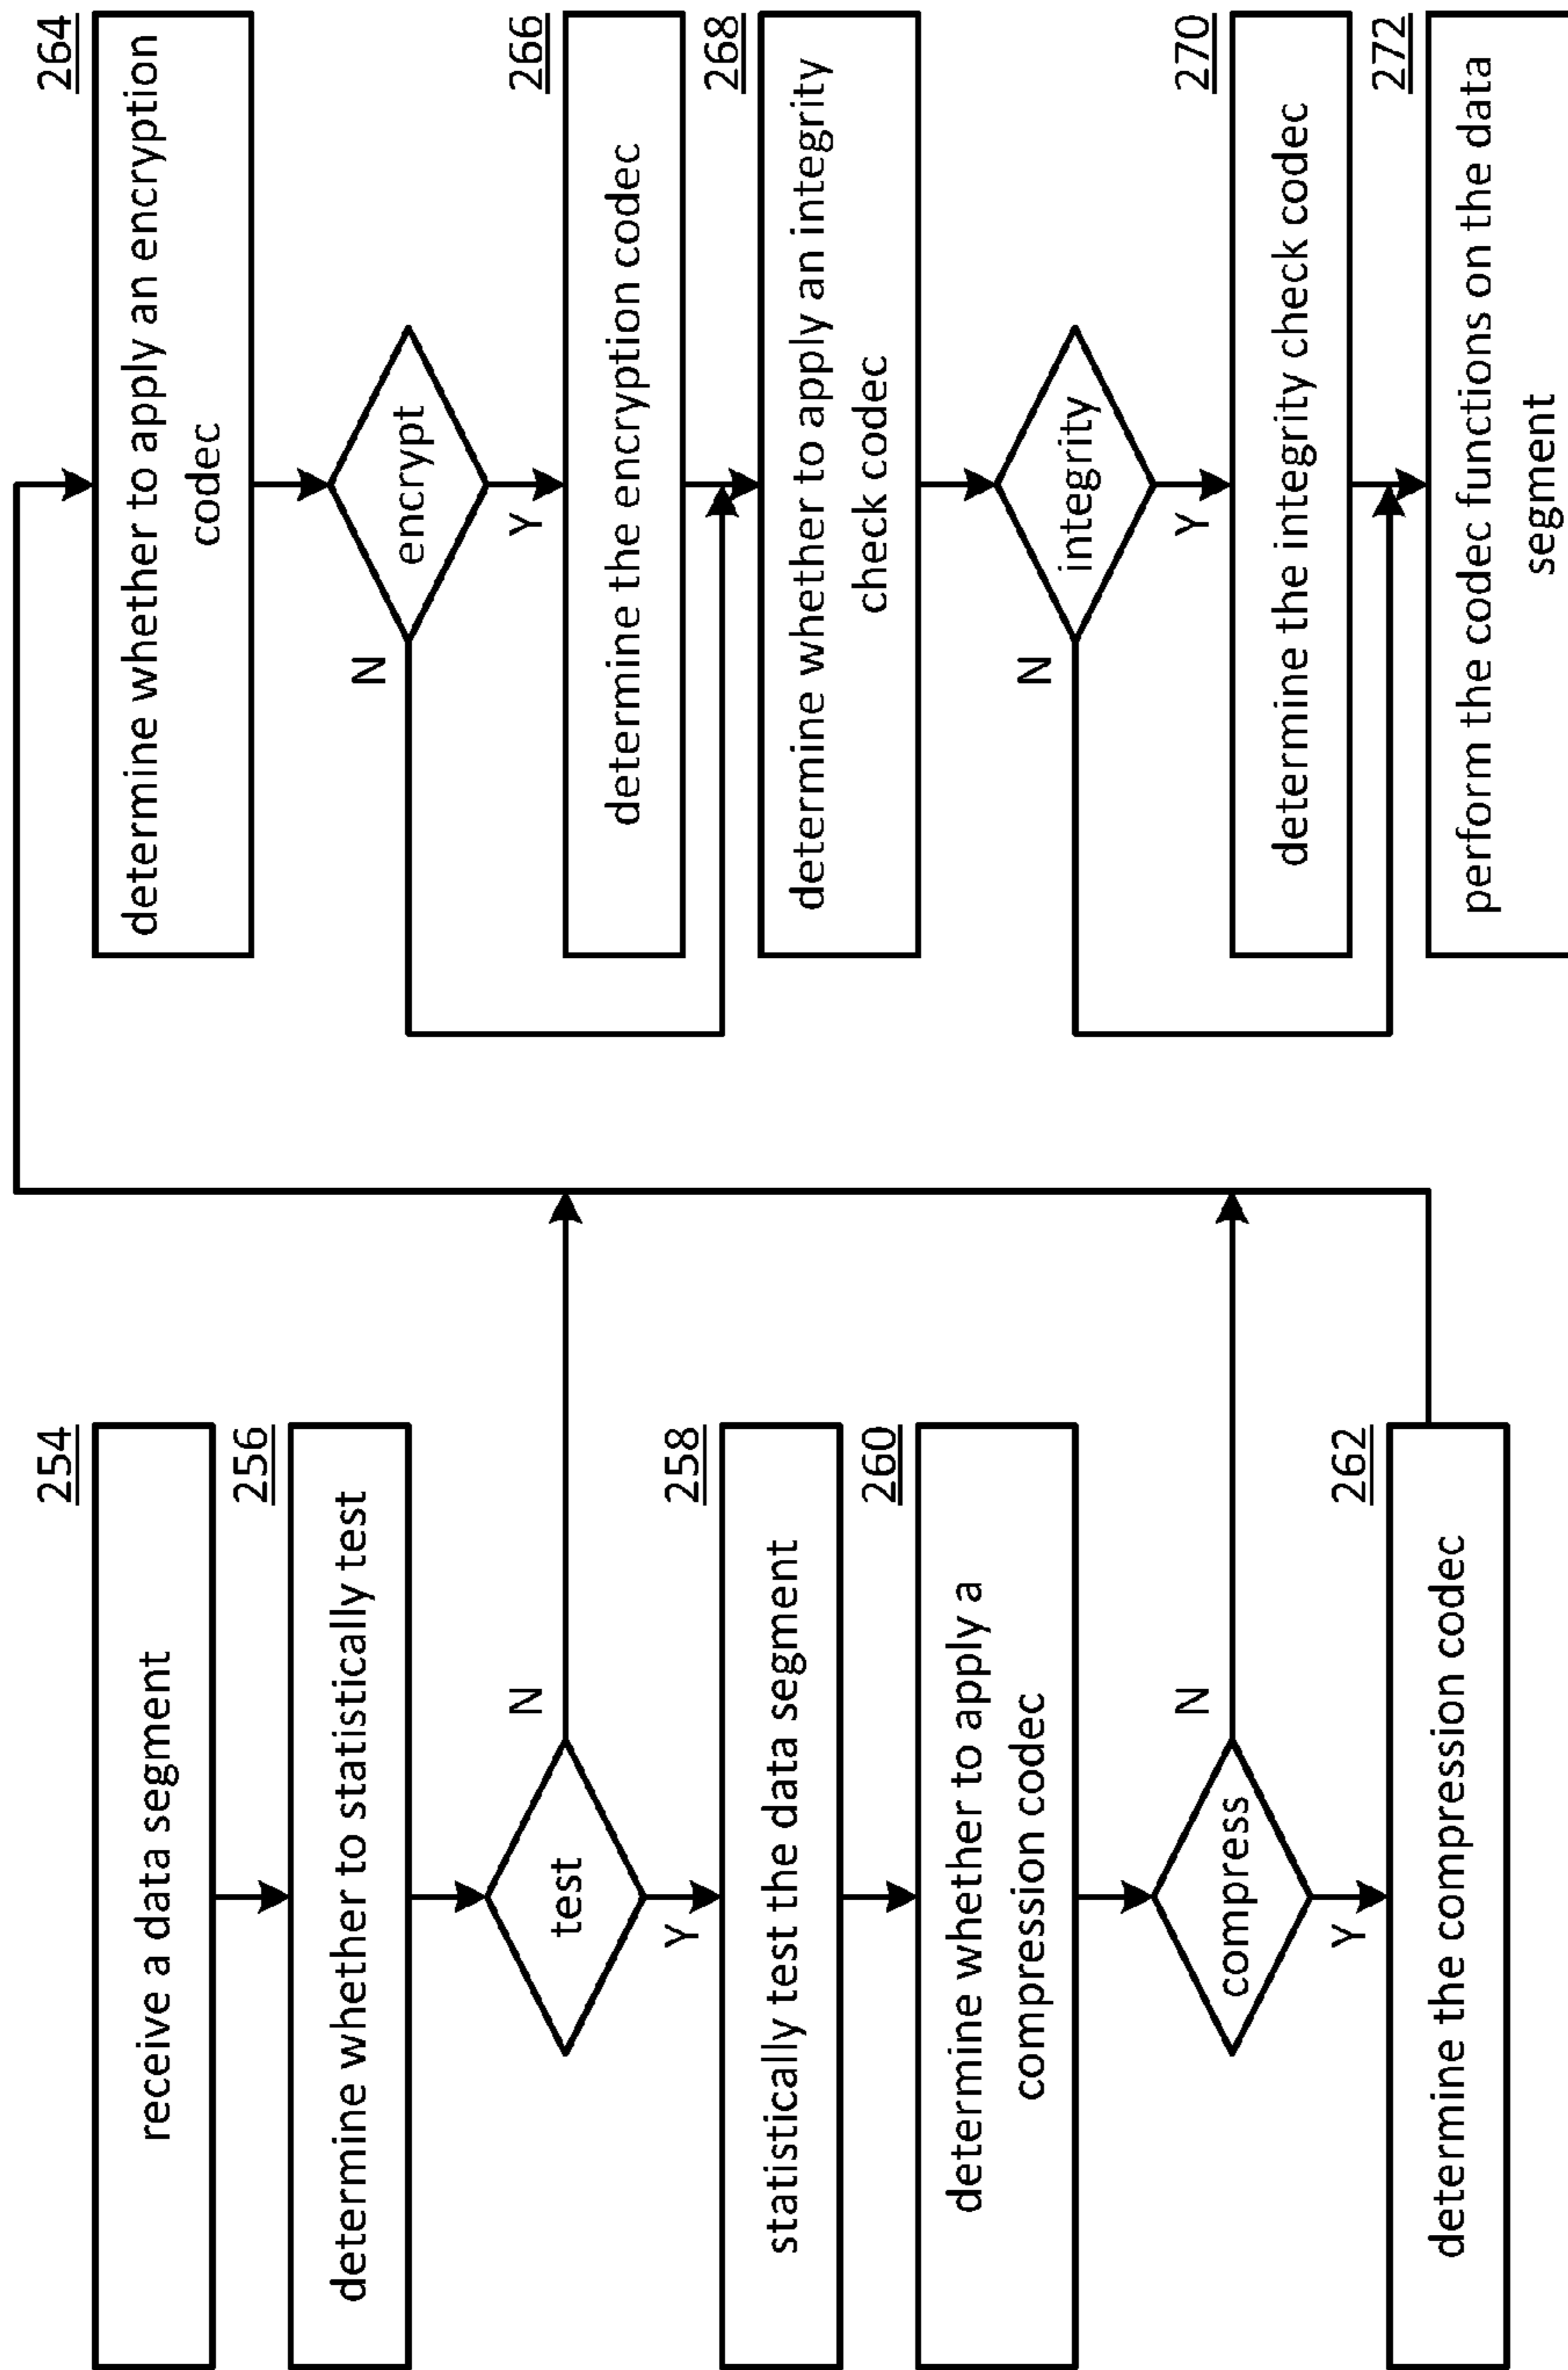 254
receive a data segment
256
determine whether to statistically test
test
N
Y
258
statistically test the data segment
260
determine whether to apply a
compression codec
compress
N
Y
262
determine the compression codec
264
determine whether to apply an encryption
codec
encrypt
N
Y
266
determine the encryption codec
268
determine whether to apply an integrity
check codec
integrity
N
Y
270
determine the integrity check codec
272
perform the codec functions on the data
segment